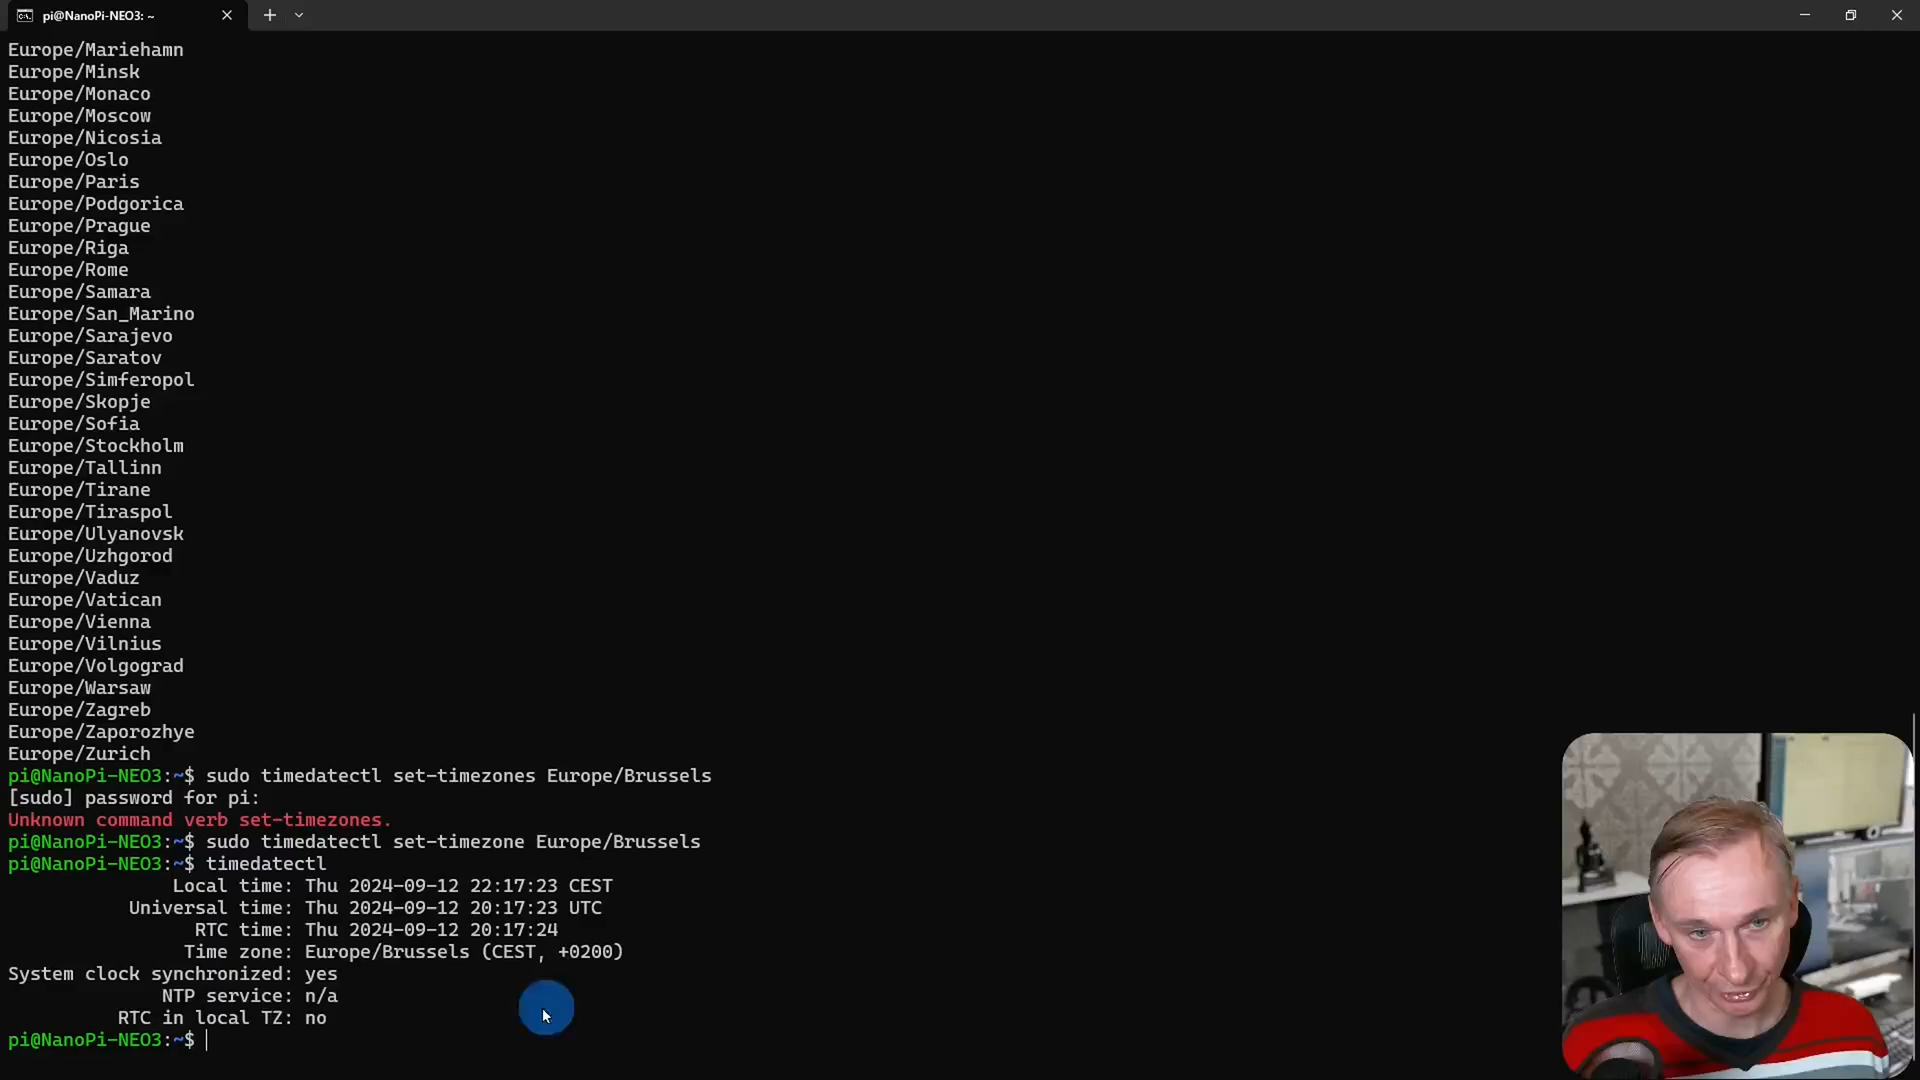 pi@NanoPi-NEO3: ~
Europe/Mariehamn
Europe/Minsk
Europe/Monaco
Europe/Moscow
Europe/Nicosia
Europe/Oslo
Europe/Paris
Europe/Podgorica
Europe/Prague
Europe/Riga
Europe/Rome
Europe/Samara
Europe/San_Marino
Europe/Sarajevo
Europe/Saratov
Europe/Simferopol
Europe/Skopje
Europe/Sofia
Europe/Stockholm
Europe/Tallinn
Europe/Tirane
Europe/Tiraspol
Europe/Ulyanovsk
Europe/Uzhgorod
Europe/Vaduz
Europe/Vatican
Europe/Vienna
Europe/Vilnius
Europe/Volgograd
Europe/Warsaw
Europe/Zagreb
Europe/Zaporozhye
Europe/Zurich
pi@NanoPi-NEO3:~$ sudo timedatectl set-timezones Europe/Brussels
[sudo] password for pi:
Unknown command verb set-timezones.
pi@NanoPi-NEO3:~$ sudo timedatectl set-timezone Europe/Brussels
pi@NanoPi-NEO3:~$ timedatectl
Local time: Thu 2024-09-12 22:17:23 CEST
Universal time: Thu 2024-09-12 20:17:23 UTC
RTC time: Thu 2024-09-12 20:17:24
Time zone: Europe/Brussels (CEST, +0200)
System clock synchronized: yes
NTP service: n/a
RTC in local TZ: no
pi@NanoPi-NEO3:~$